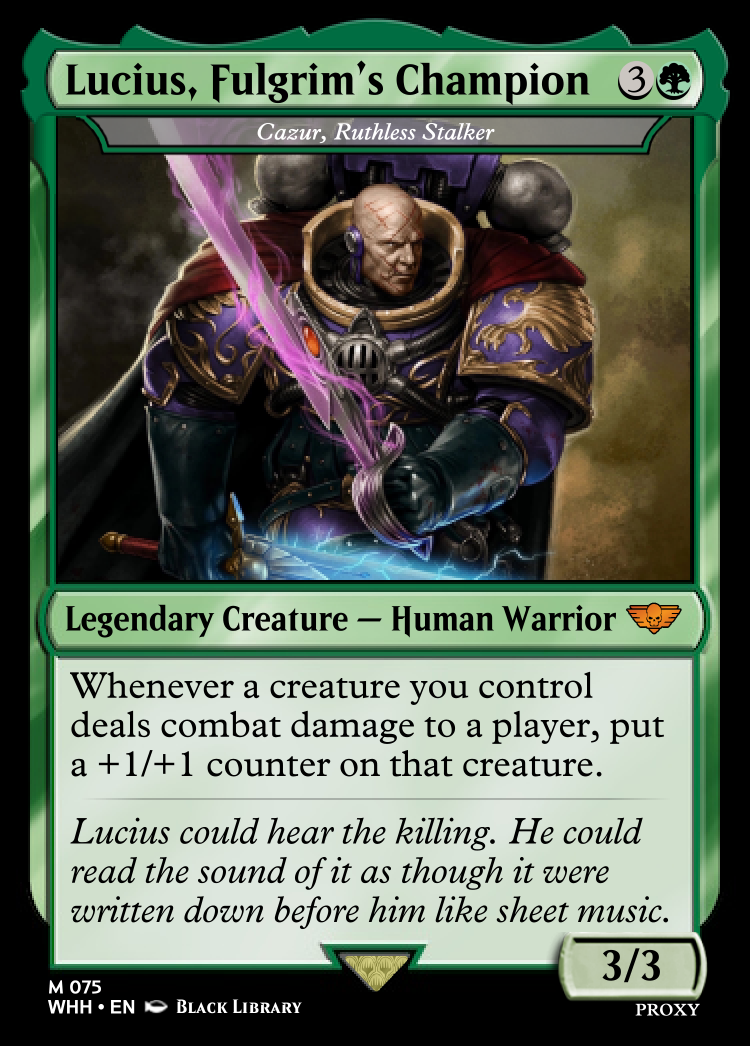 Lucius, Fulgrim's Champion 3
Cazur, Ruthless Stalker
Legendary Creature — Human Warrior
Whenever a creature you control
deals combat damage to a player, put
a +1/+1 counter on that creature.
Lucius could hear the killing. He could
read the sound of it as though it were
written down before him like sheet music.
3/3
M 075
WHH • EN BLACK LIBRARY
PROXY